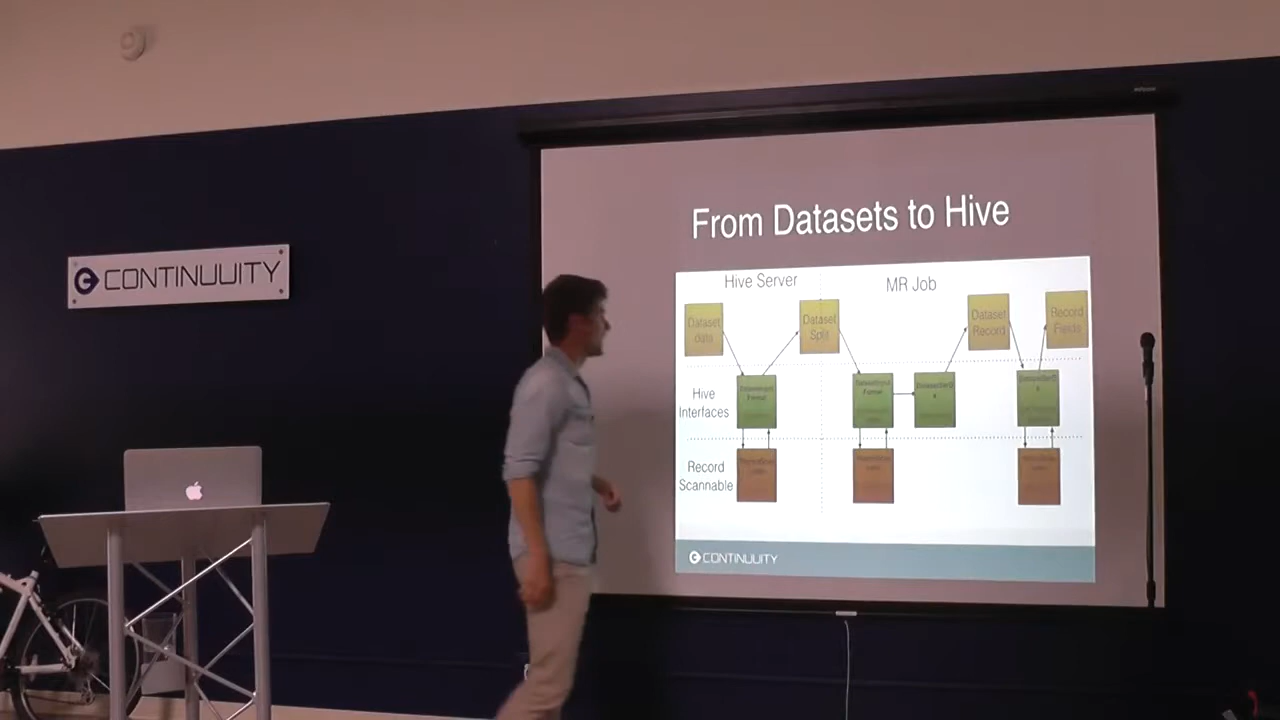 From Datasets to Hive
CONTINUUITY
Hive Server
MR Job
Dataset
data
Dataset
Split
Dataset
Record
Record
Fields
Hive
Interfaces
Record
Scannable
CONTINUUITY